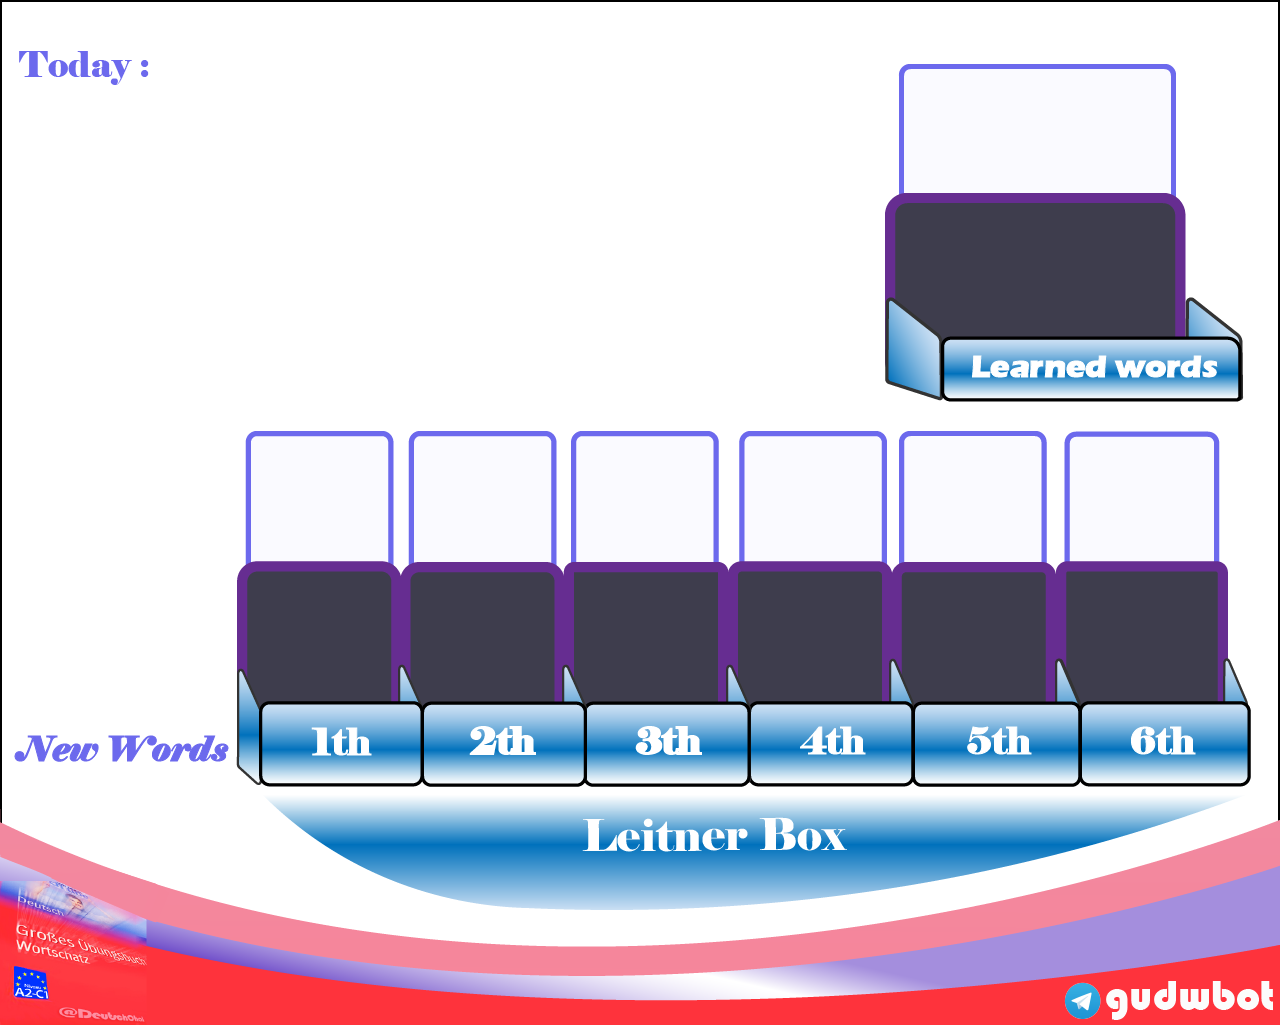 Today :
Learned words
New Words
1th
2th
3th
4th
5th
6th
Leitner Box
Deutsch
Großes Übungsbuch
Wortschatz
Niveau
A2-C1
gudwbot